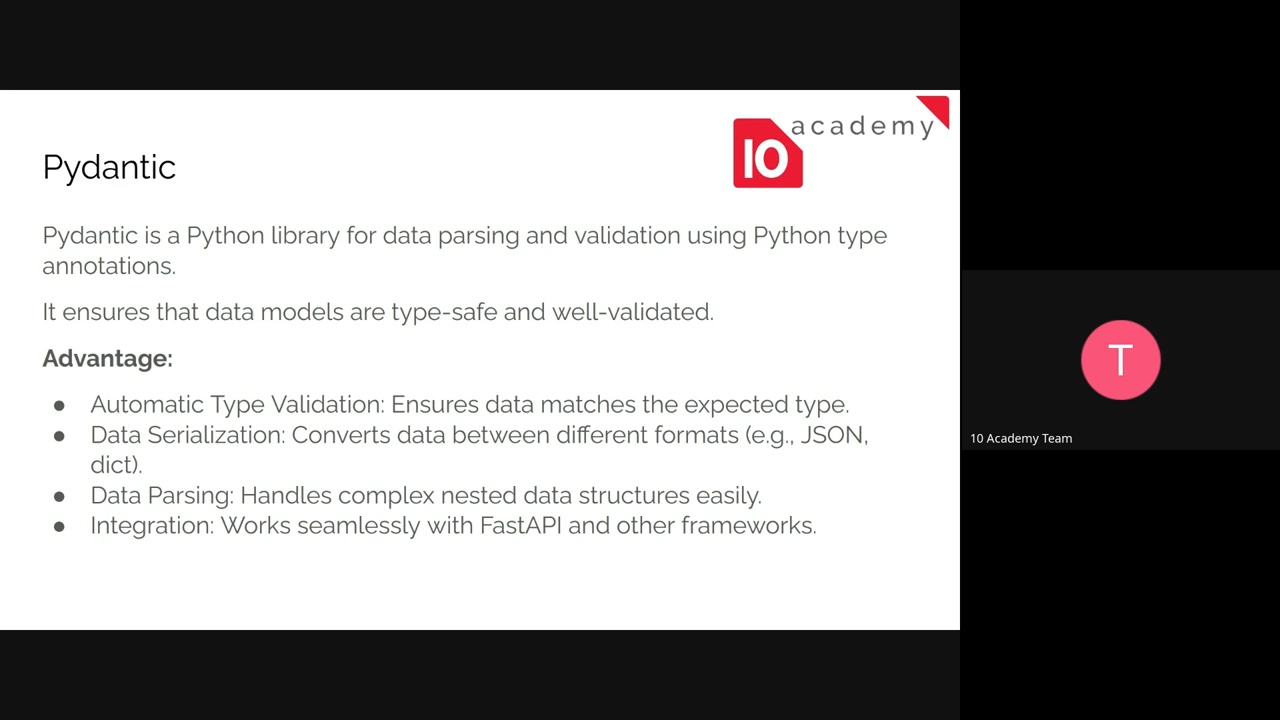 academy
10
Pydantic
Pydantic is a Python library for data parsing and validation using Python type
annotations.
It ensures that data models are type-safe and well-validated.
Advantage:
● Automatic Type Validation: Ensures data matches the expected type.
● Data Serialization: Converts data between different formats (e.g., JSON,
dict).
● Data Parsing: Handles complex nested data structures easily.
● Integration: Works seamlessly with FastAPI and other frameworks.
T
10 Academy Team